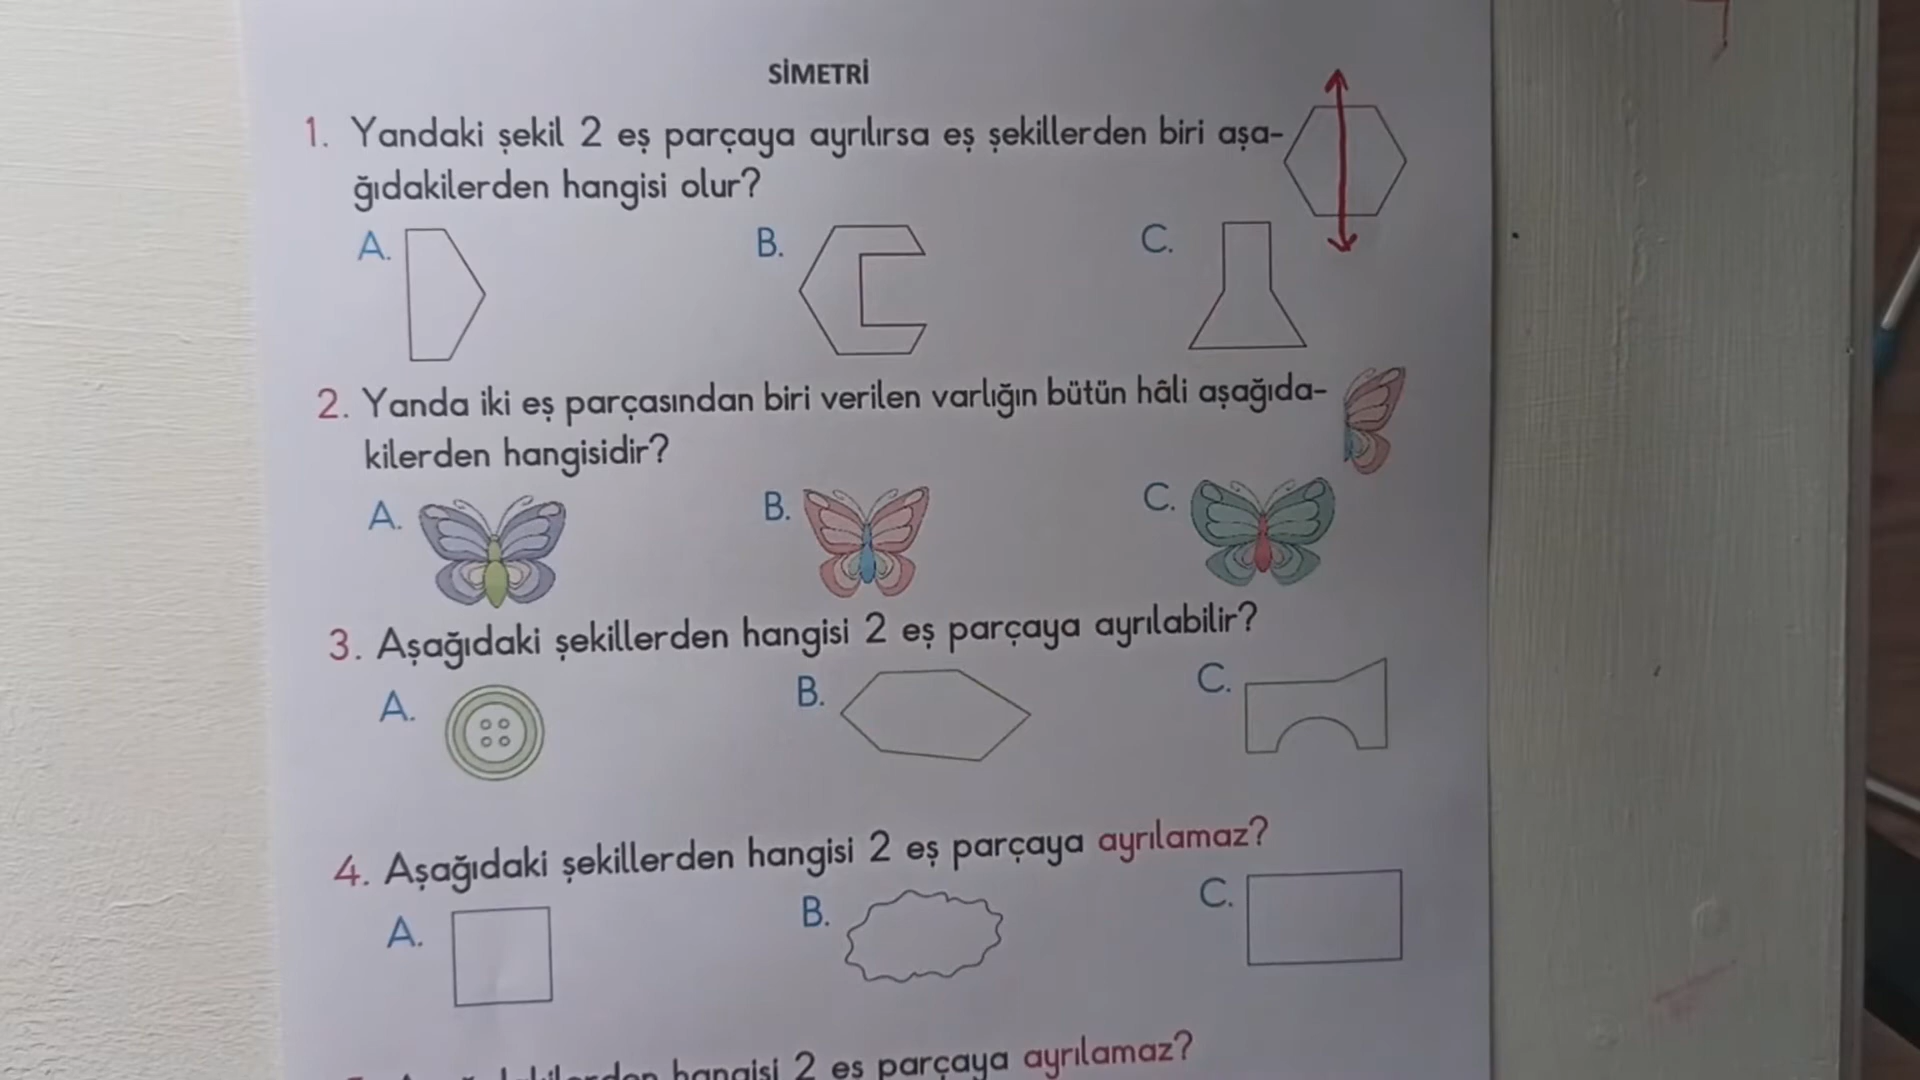 SİMETRİ
1. Yandaki şekil 2 eş parçaya ayrılırsa eş şekillerden biri aşa-
ğıdakilerden hangisi olur?
A. B. C.
2. Yanda iki eş parçasından biri verilen varlığın bütün hâli aşağıda-
kilerden hangisidir?
A. B. C.
3. Aşağıdaki şekillerden hangisi 2 eş parçaya ayrılabilir?
A. B. C.
4. Aşağıdaki şekillerden hangisi 2 eş parçaya ayrılamaz?
A. B. C.
hangisi 2 eş parçaya ayrılamaz?